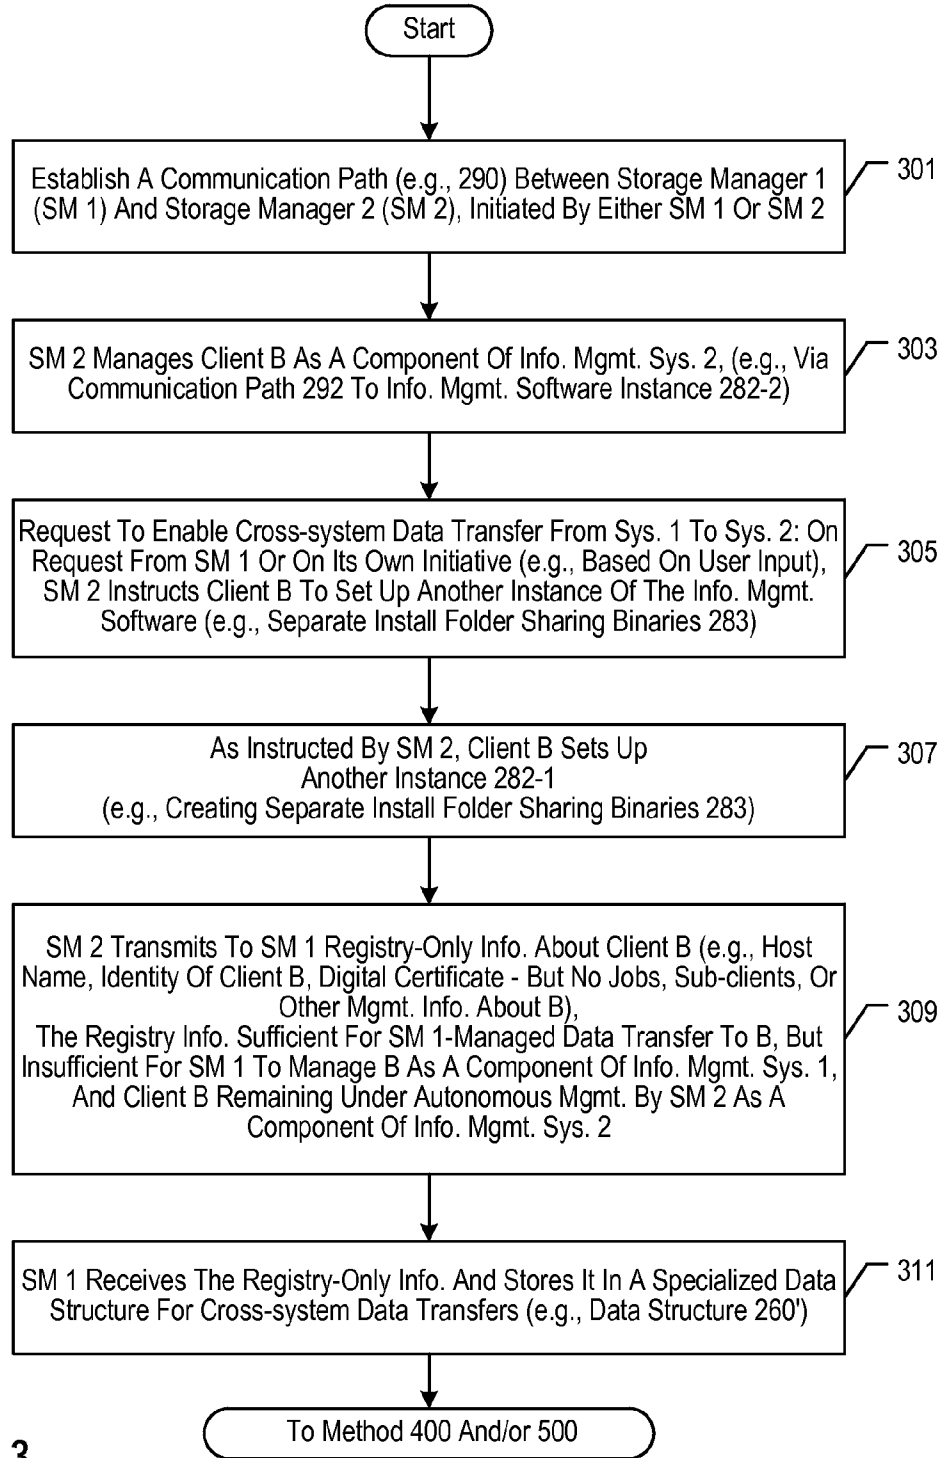 Start
Establish A Communication Path (e.g., 290) Between Storage Manager 1
(SM 1) And Storage Manager 2 (SM 2), Initiated By Either SM 1 Or SM 2
301
SM 2 Manages Client B As A Component Of Info. Mgmt. Sys. 2, (e.g., Via
Communication Path 292 To Info. Mgmt. Software Instance 282-2)
303
Request To Enable Cross-system Data Transfer From Sys. 1 To Sys. 2: On
Request From SM 1 Or On Its Own Initiative (e.g., Based On User Input),
SM 2 Instructs Client B To Set Up Another Instance Of The Info. Mgmt.
Software (e.g., Separate Install Folder Sharing Binaries 283)
305
As Instructed By SM 2, Client B Sets Up
Another Instance 282-1
(e.g., Creating Separate Install Folder Sharing Binaries 283)
307
SM 2 Transmits To SM 1 Registry-Only Info. About Client B (e.g., Host
Name, Identity Of Client B, Digital Certificate - But No Jobs, Sub-clients, Or
Other Mgmt. Info. About B),
The Registry Info. Sufficient For SM 1-Managed Data Transfer To B, But
Insufficient For SM 1 To Manage B As A Component Of Info. Mgmt. Sys. 1,
And Client B Remaining Under Autonomous Mgmt. By SM 2 As A
Component Of Info. Mgmt. Sys. 2
309
SM 1 Receives The Registry-Only Info. And Stores It In A Specialized Data
Structure For Cross-system Data Transfers (e.g., Data Structure 260')
311
To Method 400 And/or 500
3